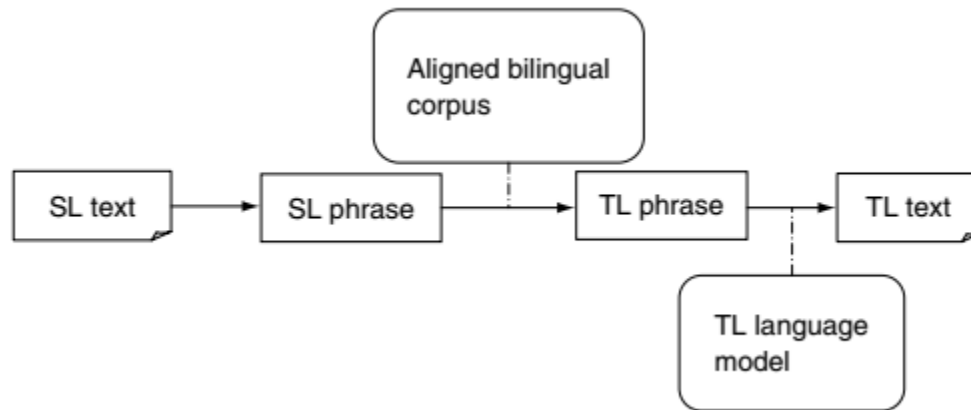 Aligned bilingual
corpus
SL text
SL phrase
TL phrase
TL text
TL language
model